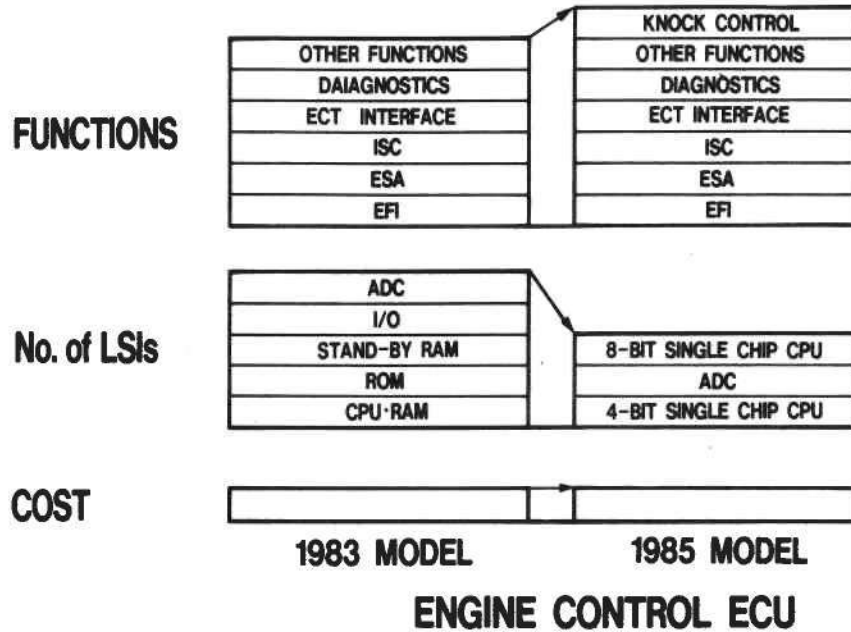 FUNCTIONS
OTHER FUNCTIONS
DAIAGNOSTICS
ECT INTERFACE
ISC
ESA
EFI
KNOCK CONTROL
OTHER FUNCTIONS
DIAGNOSTICS
ECT INTERFACE
ISC
ESA
EFI
No. of LSIs
ADC
I/O
STAND-BY RAM
ROM
CPU·RAM
8-BIT SINGLE CHIP CPU
ADC
4-BIT SINGLE CHIP CPU
COST
1983 MODEL
1985 MODEL
ENGINE CONTROL ECU